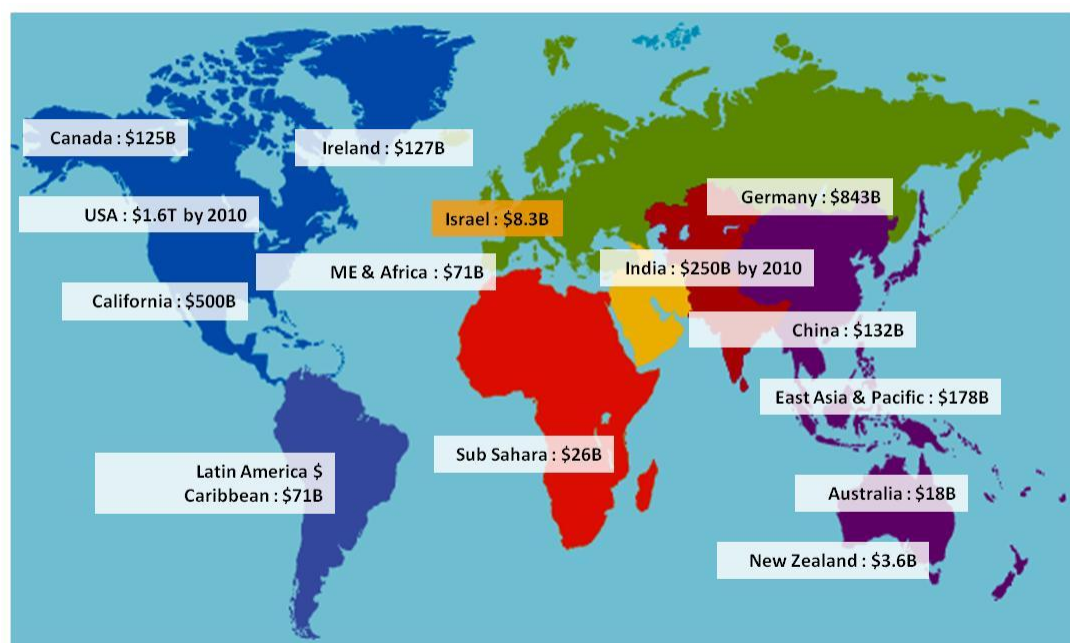 Canada : $125B
Ireland : $127B
Germany : $843B
USA : $1.6T by 2010
Israel : $8.3B
ME & Africa : $71B
India : $250B by 2010
California : $500B
China : $132B
East Asia & Pacific : $178B
Sub Sahara : $26B
Latin America $
Caribbean : $71B
Australia : $18B
New Zealand : $3.6B